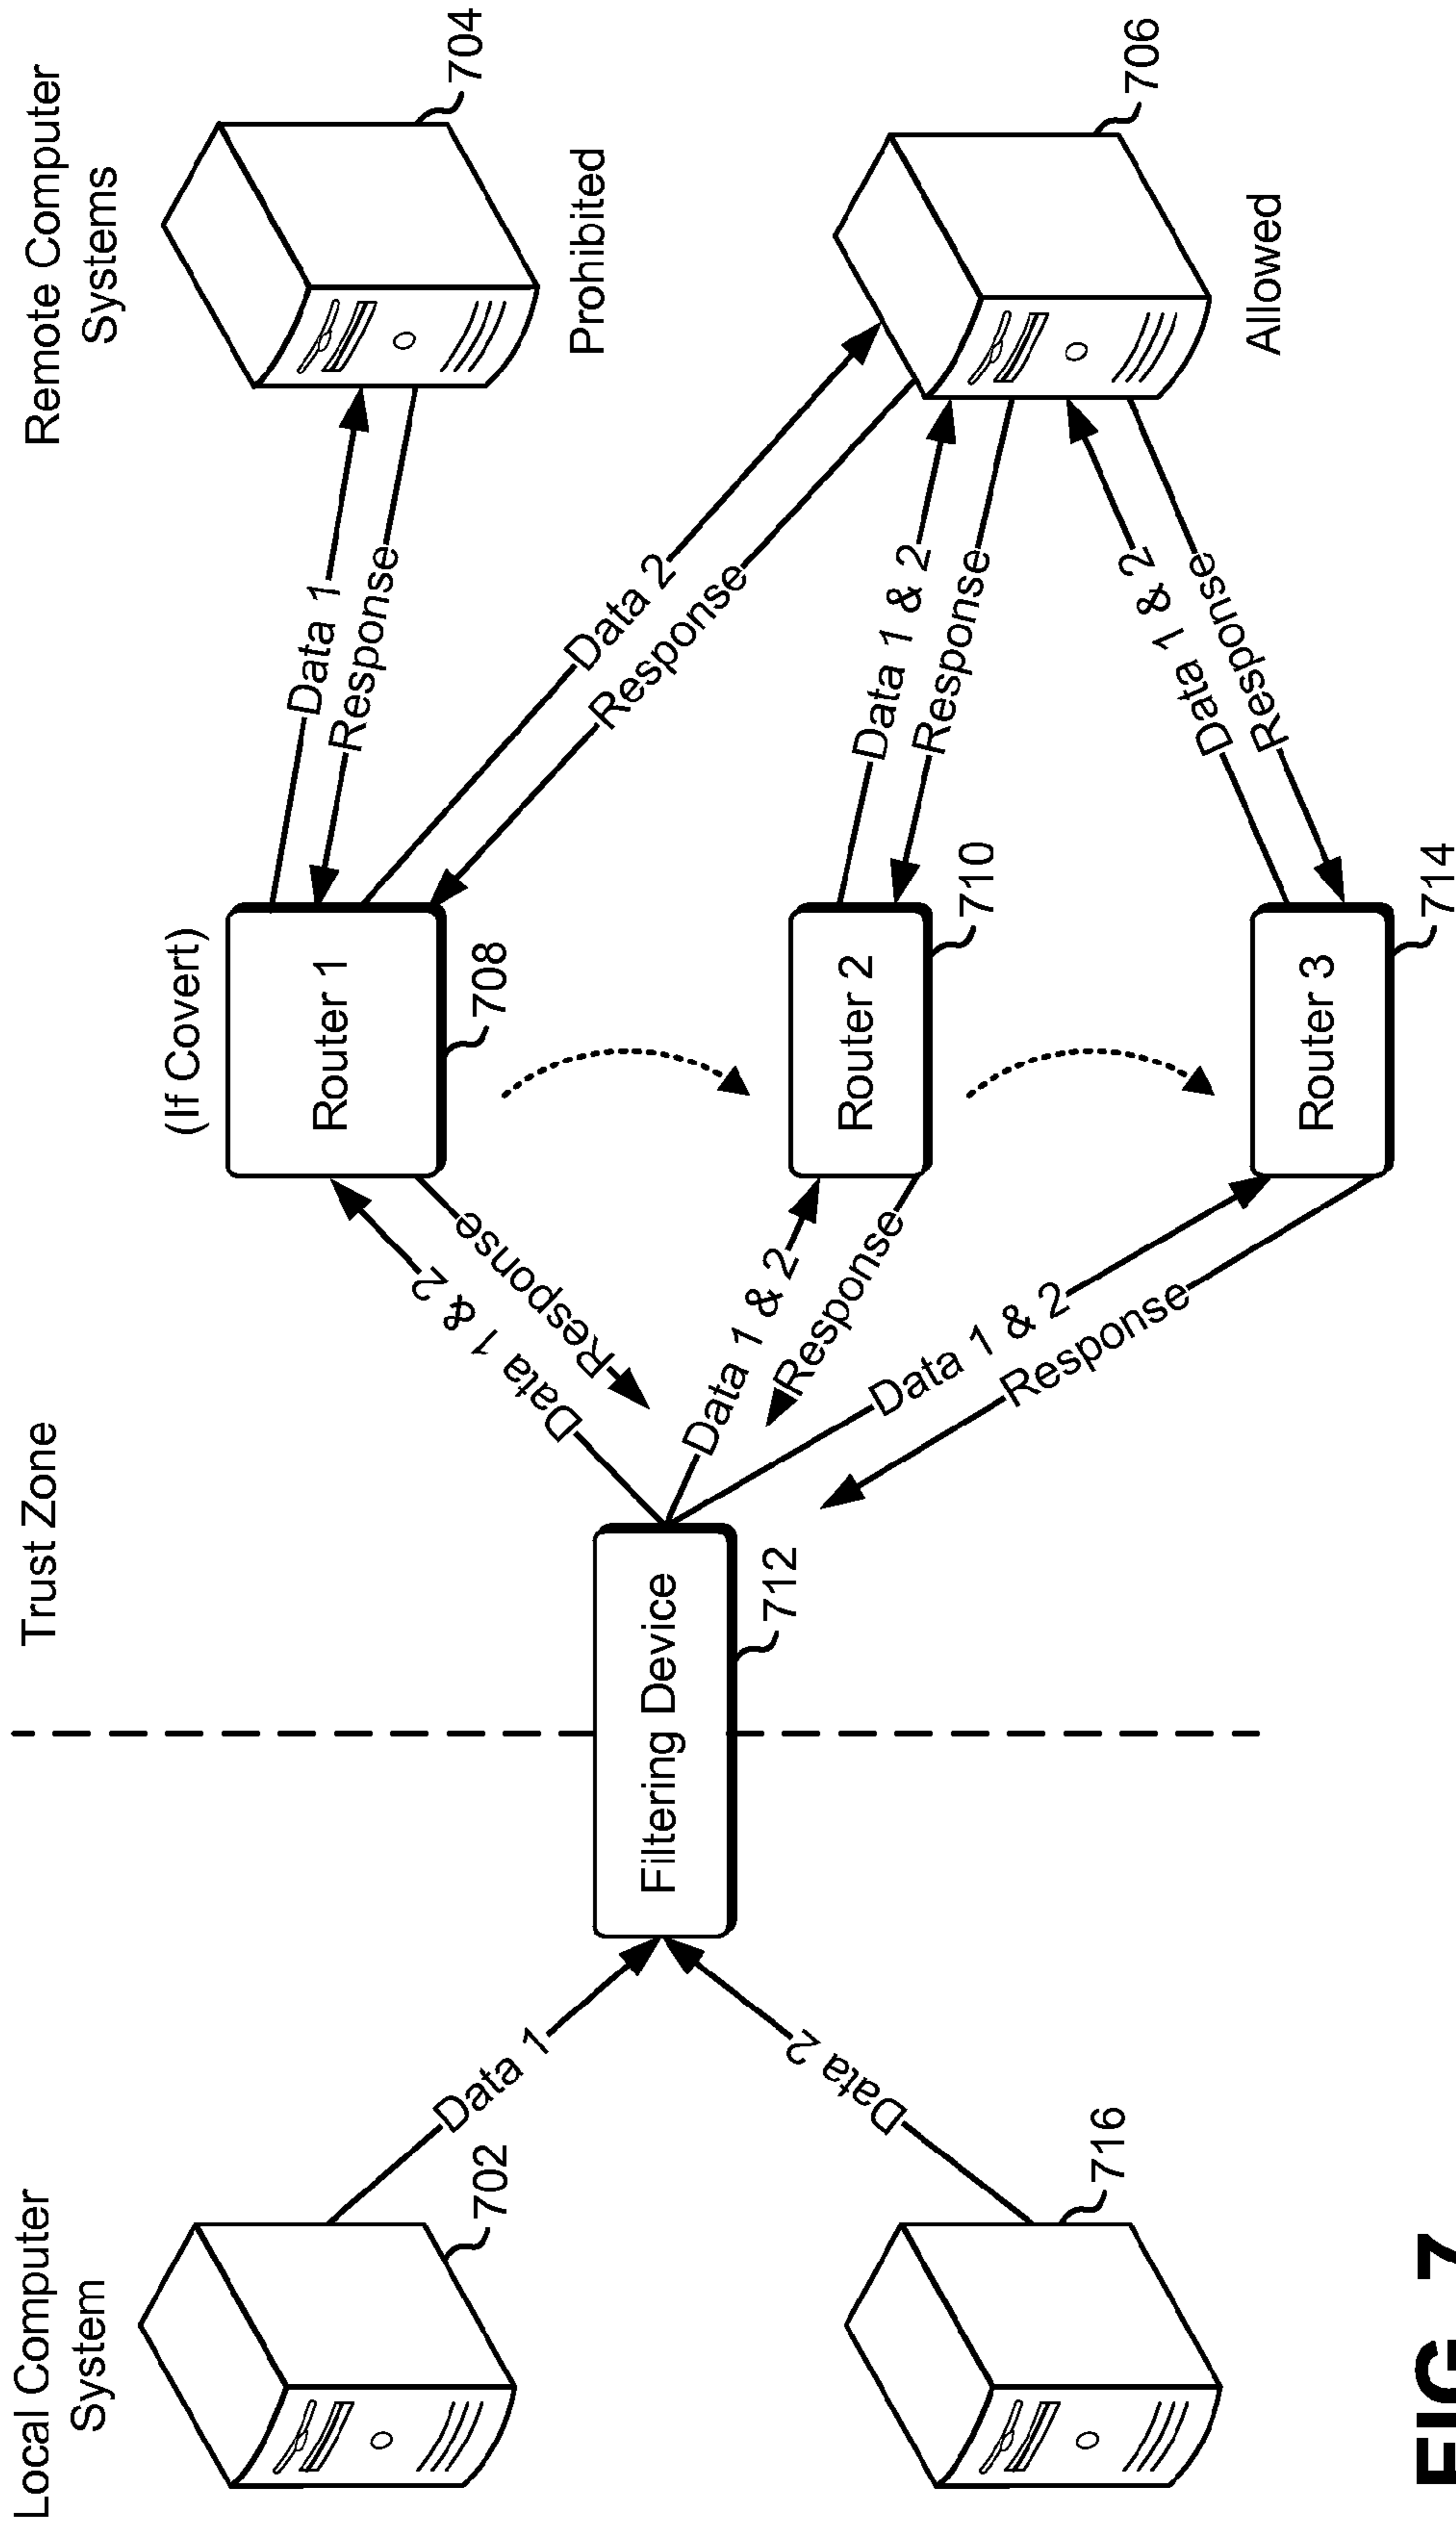 Local Computer
System
Trust Zone
Remote Computer
Systems
702
Data 1
716
Data 2
Filtering Device
712
Data 1 & 2
Response
Data 1 & 2
Response
Data 1 & 2
Response
(If Covert)
Router 1
708
Router 2
710
Router 3
714
Data 1
Response
Data 2
Response
Data 1 & 2
Response
Data 1 & 2
Response
704
Prohibited
706
Allowed
FIG. 7